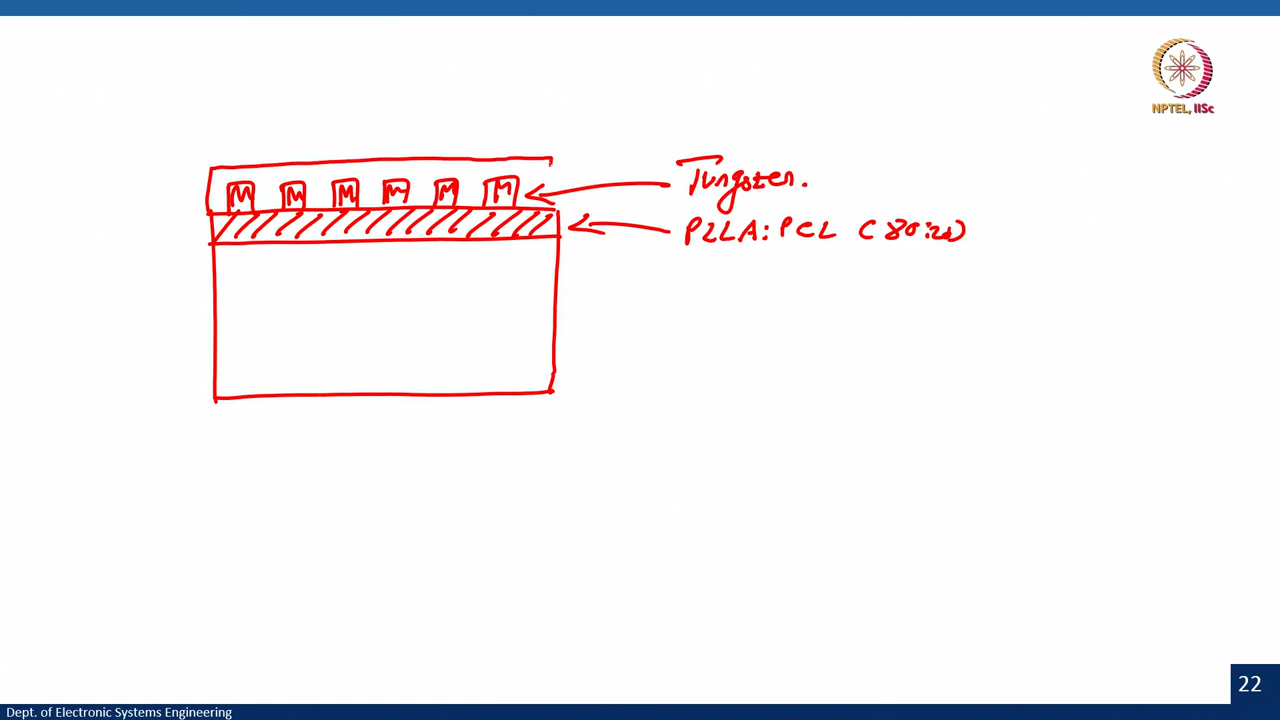 NPTEL, IISc
M M M M M M
Tungsten.
PLLA: PCL (80:20)
22
Dept. of Electronic Systems Engineering